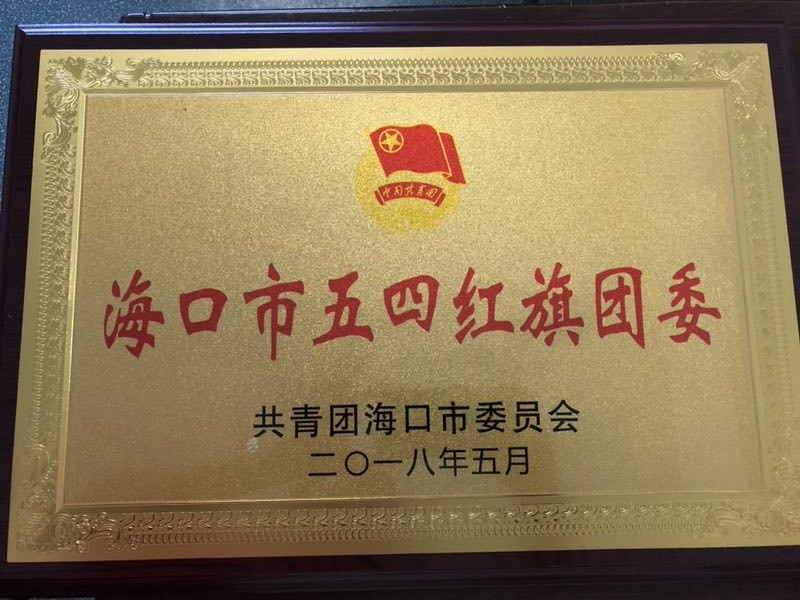 中国共青团
海口市五四红旗团委
共青团海口市委员会
二〇一八年五月